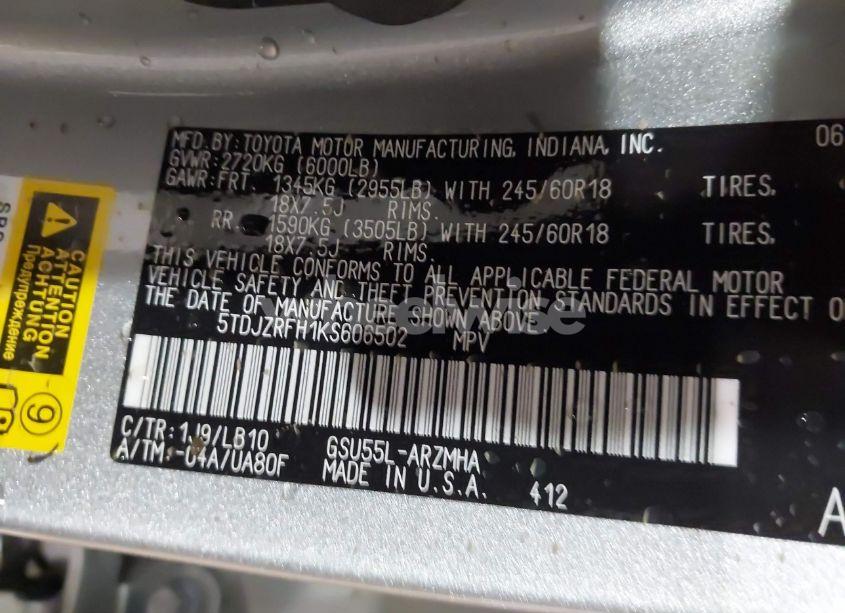 MFD. BY: TOYOTA MOTOR MANUFACTURING, INDIANA, INC. 06
GVWR: 2720KG (6000LB)
GAWR: FRT. 1345KG (2955LB) WITH 245/60R18 TIRES,
18X7.5J RIMS.
RR. 1590KG (3505LB) WITH 245/60R18 TIRES,
18X7.5J RIMS.
THIS VEHICLE CONFORMS TO ALL APPLICABLE FEDERAL MOTOR
VEHICLE SAFETY AND THEFT PREVENTION STANDARDS IN EFFECT O
THE DATE OF MANUFACTURE SHOWN ABOVE.
5TDJZRFH1KS606502 MPV
C/TR: 1J9/LB10 GSU55L-ARZMHA
A/TM: -04A/UA80F MADE IN U.S.A. 412
A
CAUTION
ATTENTION
ACHTUNG
Предупреждение
9